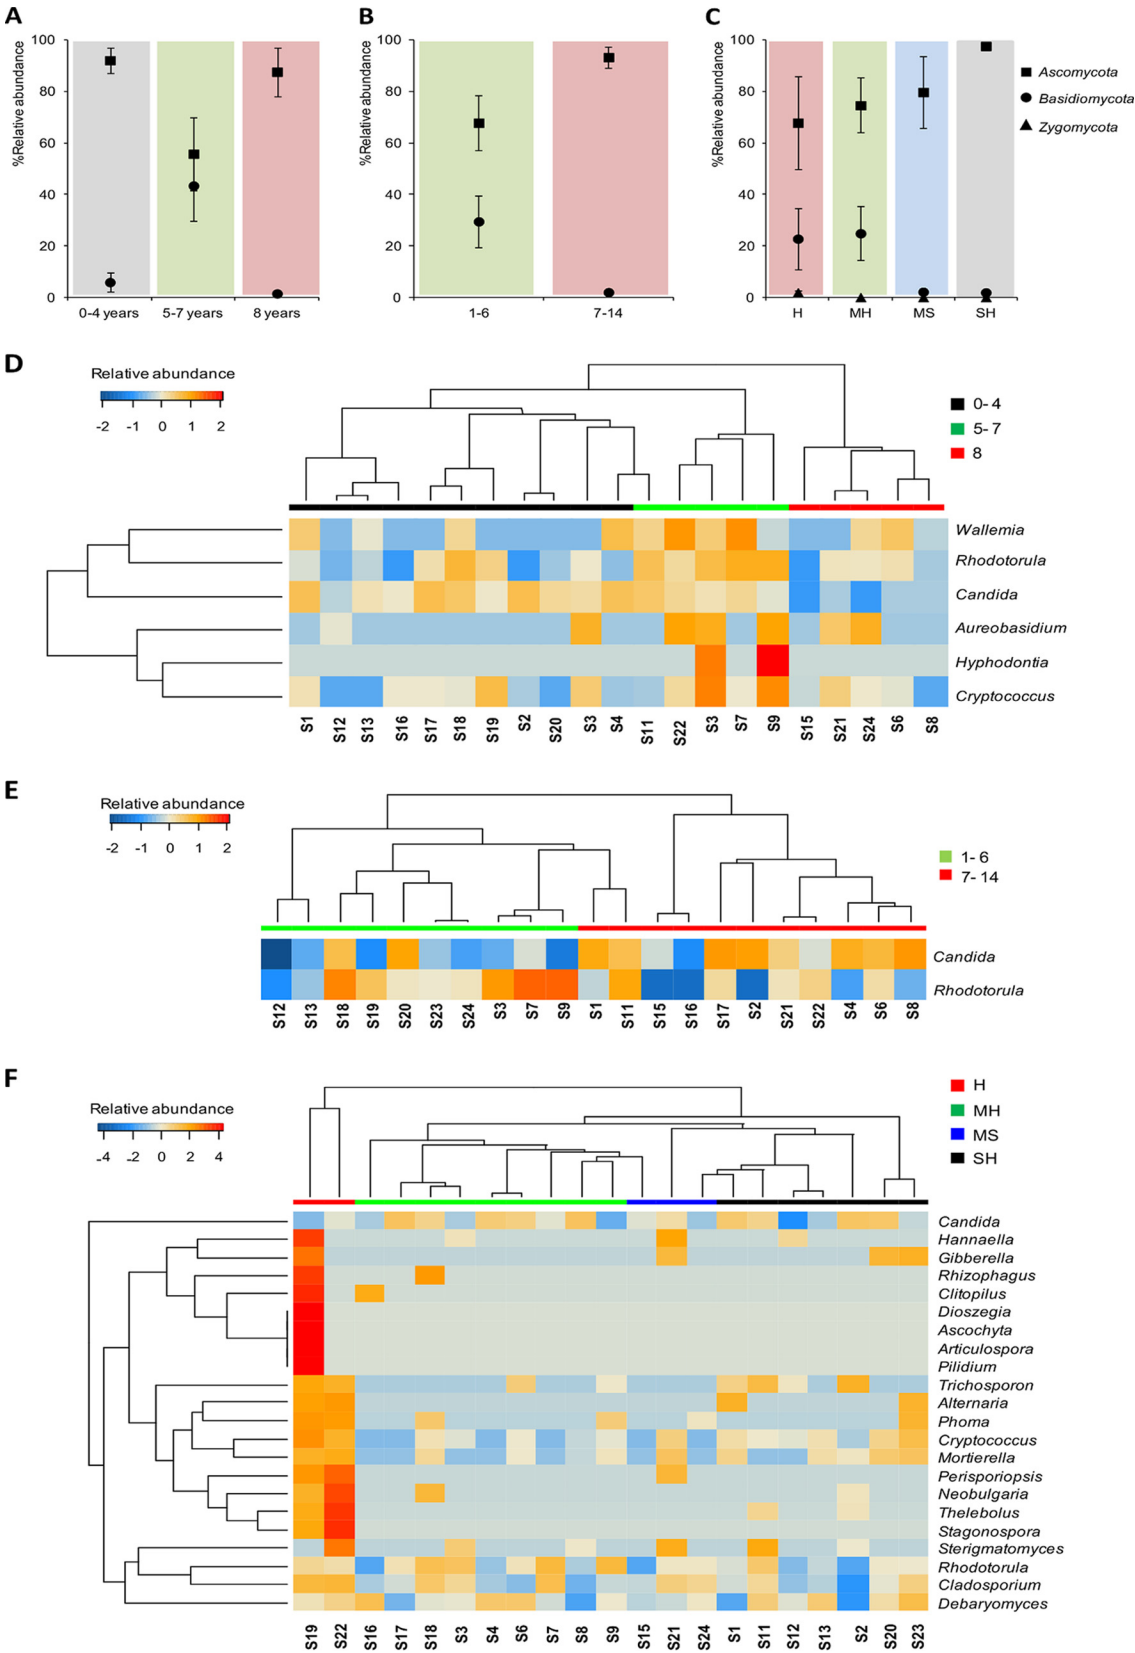 A
B
C
%Relative abundance
100
80
60
40
20
0
0-4 years 5-7 years 8 years
%Relative abundance
100
80
60
40
20
0
1-6 7-14
%Relative abundance
100
80
60
40
20
0
H MH MS SH
Ascomycota
Basidiomycota
Zygomycota
D
Relative abundance
-2 -1 0 1 2
0-4
5-7
8
Wallemia
Rhodotorula
Candida
Aureobasidium
Hyphodontia
Cryptococcus
S1 S12 S13 S16 S17 S18 S19 S2 S20 S3 S4 S11 S22 S3 S7 S9 S15 S21 S24 S6 S8
E
Relative abundance
-2 -1 0 1 2
1-6
7-14
Candida
Rhodotorula
S12 S13 S18 S19 S20 S23 S24 S3 S7 S9 S1 S11 S15 S16 S17 S2 S21 S22 S4 S6 S8
F
Relative abundance
-4 -2 0 2 4
H
MH
MS
SH
Candida
Hannaella
Gibberella
Rhizophagus
Clitopilus
Dioszegia
Ascochyta
Articulospora
Pilidium
Trichosporon
Alternaria
Phoma
Cryptococcus
Mortierella
Perisporiopsis
Neobulgaria
Thelebolus
Stagonospora
Sterigmatomyces
Rhodotorula
Cladosporium
Debaryomyces
S19 S22 S16 S17 S18 S3 S4 S6 S7 S8 S9 S15 S21 S24 S1 S11 S12 S13 S2 S20 S23